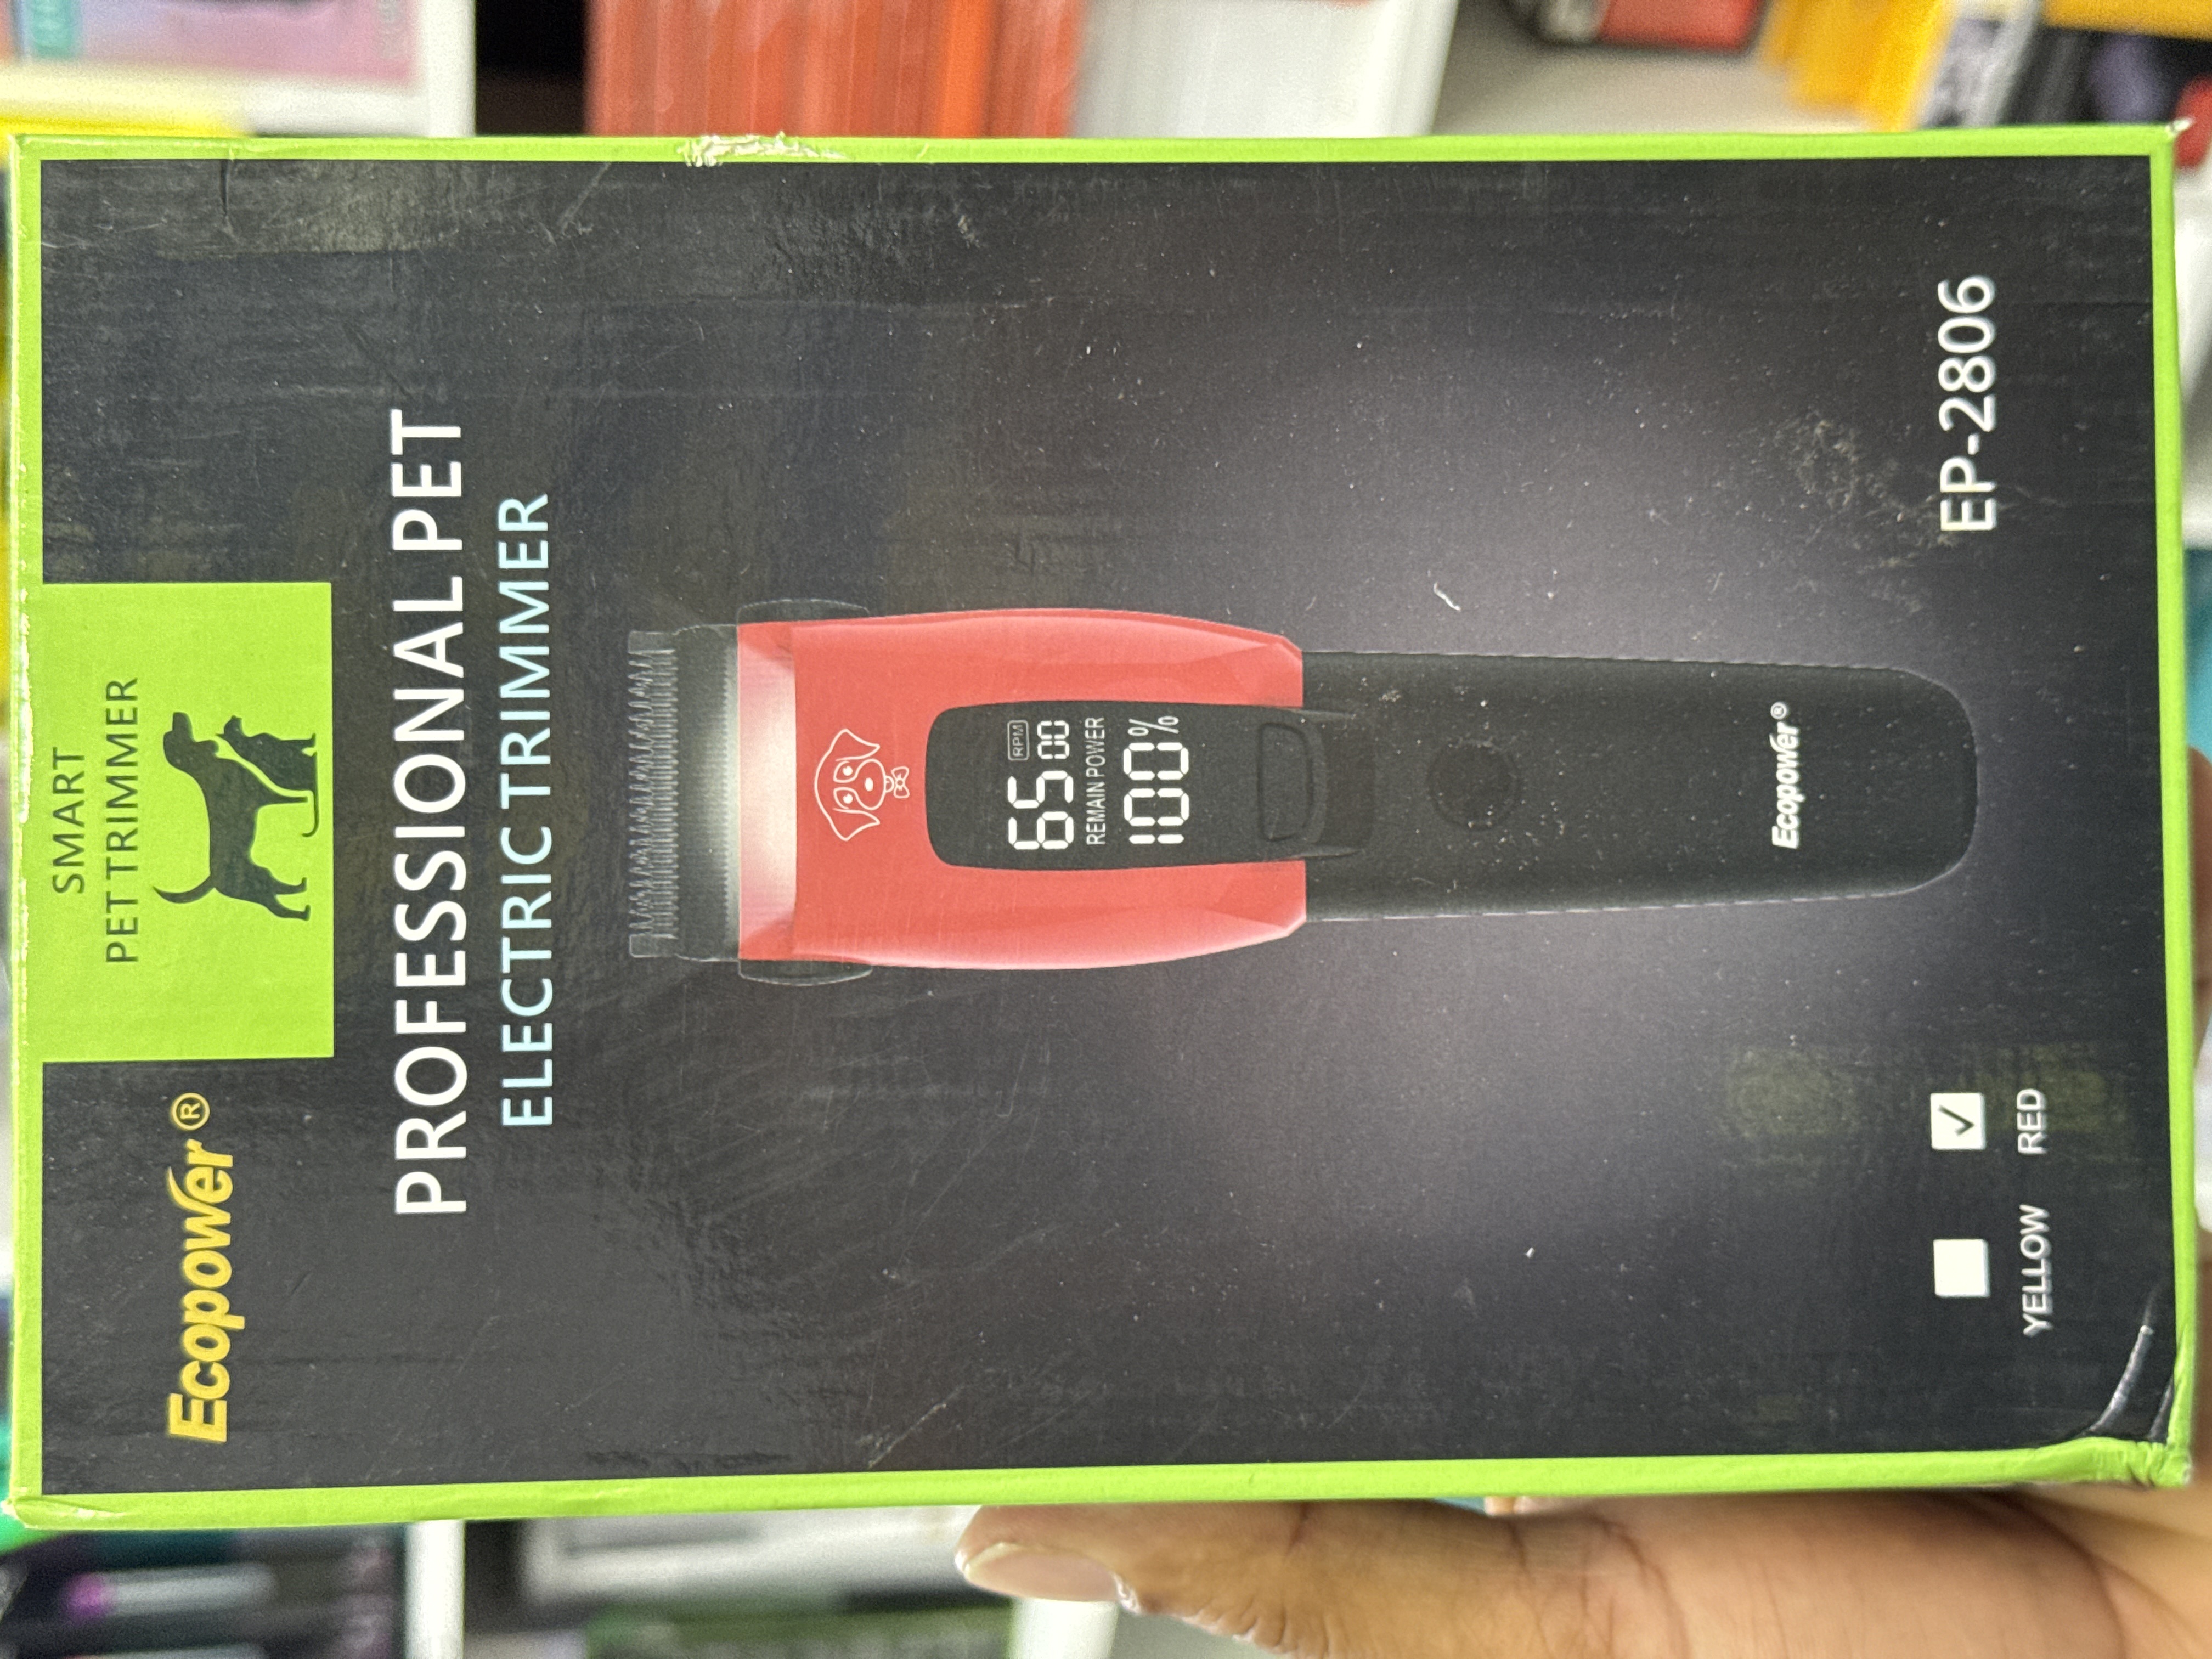 Ecopower®
SMART
PET TRIMMER
PROFESSIONAL PET
ELECTRIC TRIMMER
6500 RPM
REMAIN POWER
100%
Ecopower®
YELLOW
RED
EP-2806